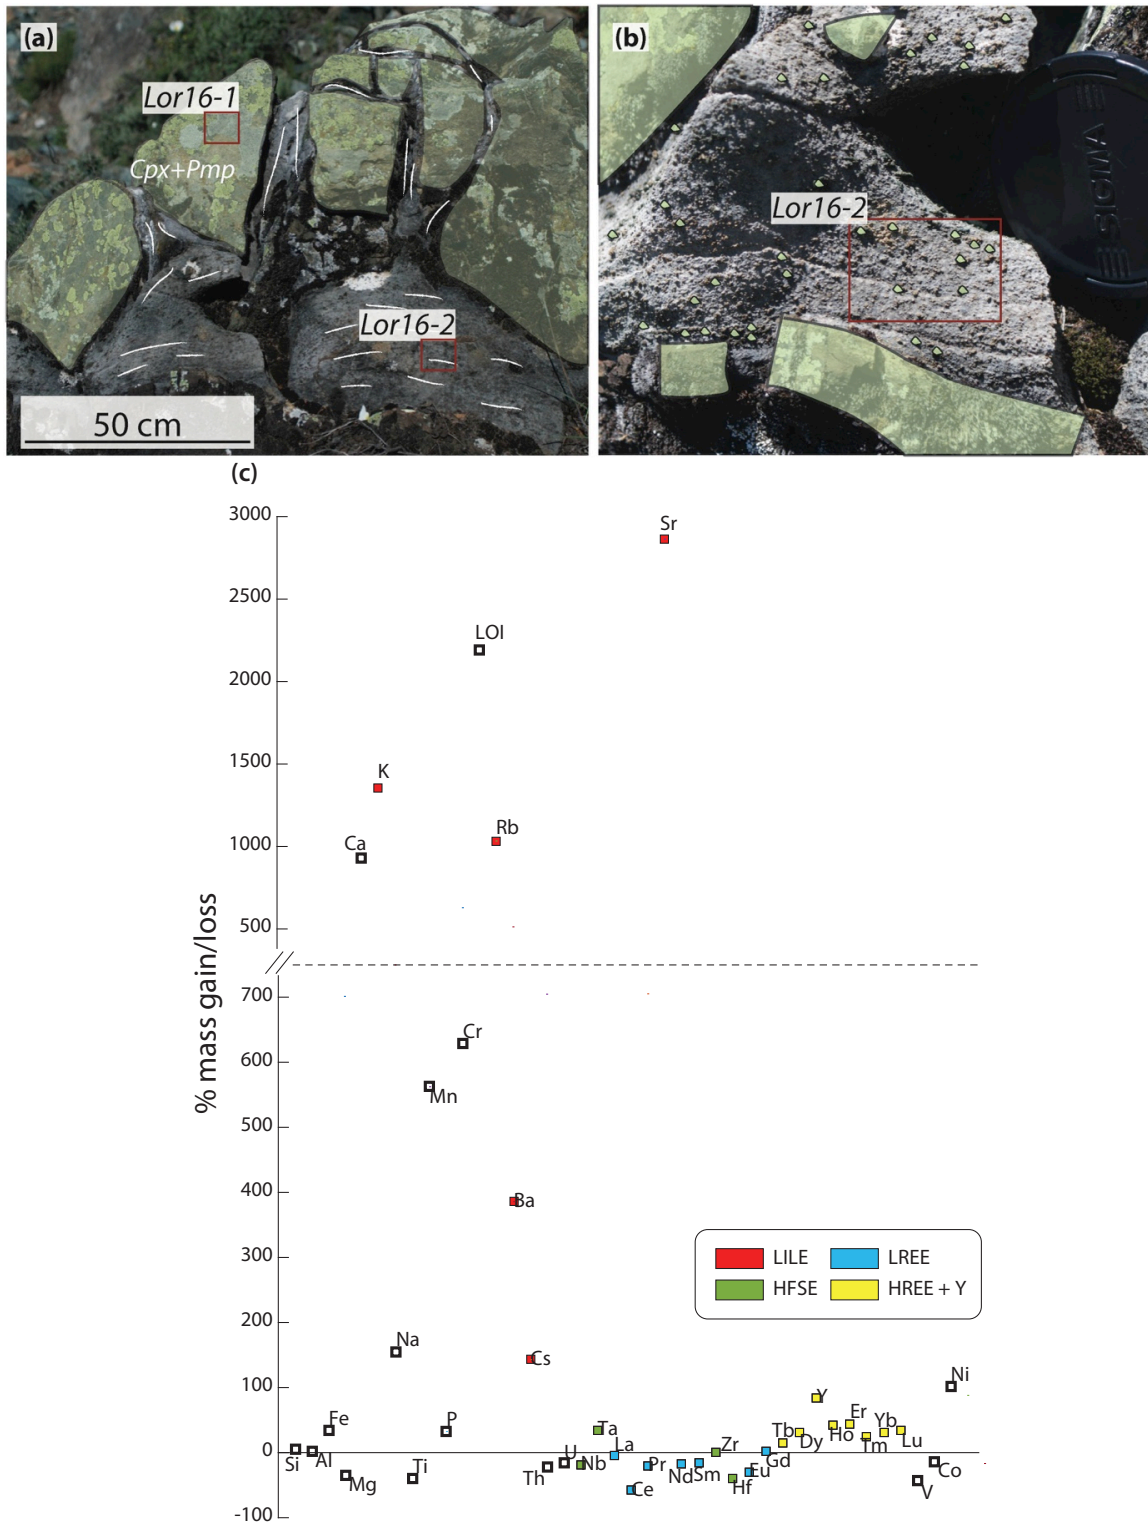 (a)
Lor16-1
Cpx+Pmp
Lor16-2
50 cm
(b)
Lor16-2
SIGMA
(c)
% mass gain/loss
3000
2500
2000
1500
1000
500
700
600
500
400
300
200
100
0
-100
Sr
LOI
K
Rb
Ca
Cr
Mn
Ba
Cs
Na
Ni
Fe
P
Ta
Y
Er
Tb
Yb
Ho
Dy
Tm
Lu
Si
Al
Mg
Ti
Th
U
Nb
La
Ce
Pr
Nd
Sm
Zr
Hf
Eu
Gd
V
Co
LILE
LREE
HFSE
HREE + Y